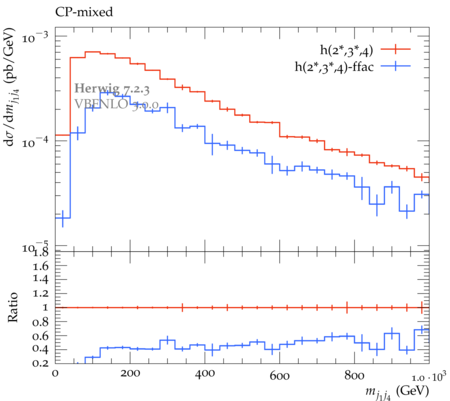 CP-mixed
h(2*,3*,4)
h(2*,3*,4)-ffac
Herwig 7.2.3
VBFNLO 3.0.0
dσ/dm_{j₁j₄} (pb/GeV)
10⁻³
10⁻⁴
10⁻⁵
Ratio
1.8
1.6
1.4
1.2
1
0.8
0.6
0.4
0.2
0 200 400 600 800 1.0 · 10³
m_{j₁j₄} (GeV)